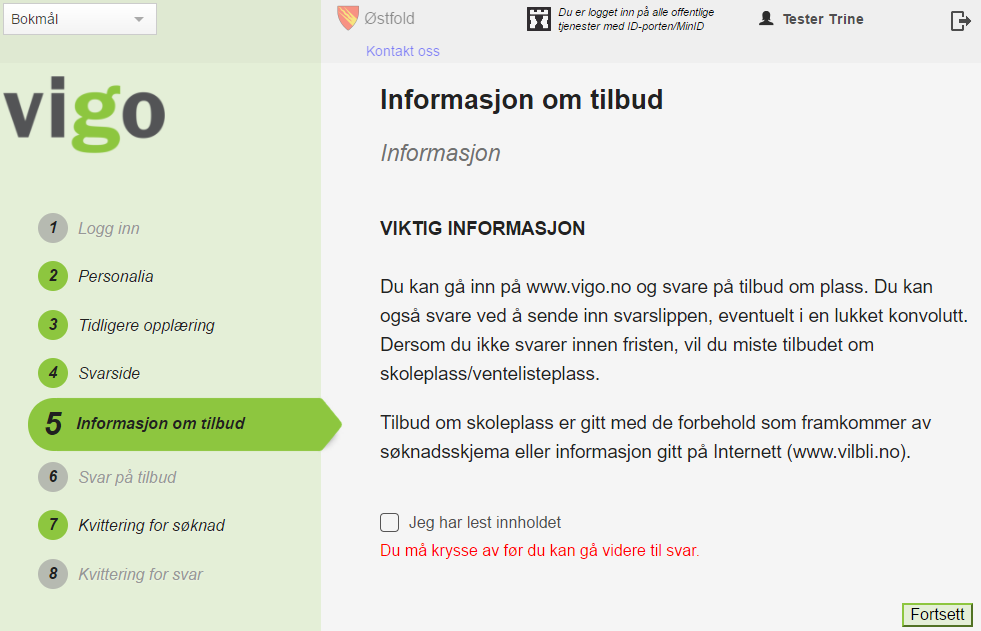 Bokmål
Østfold
Du er logget inn på alle offentlige
tjenester med ID-porten/MinID
Tester Trine
Kontakt oss
vigo
1 Logg inn
2 Personalia
3 Tidligere opplæring
4 Svarside
5 Informasjon om tilbud
6 Svar på tilbud
7 Kvittering for søknad
8 Kvittering for svar
Informasjon om tilbud
Informasjon
VIKTIG INFORMASJON
Du kan gå inn på www.vigo.no og svare på tilbud om plass. Du kan
også svare ved å sende inn svarslippen, eventuelt i en lukket konvolutt.
Dersom du ikke svarer innen fristen, vil du miste tilbudet om
skoleplass/ventelisteplass.
Tilbud om skoleplass er gitt med de forbehold som framkommer av
søknadsskjema eller informasjon gitt på Internett (www.vilbli.no).
Jeg har lest innholdet
Du må krysse av før du kan gå videre til svar.
Fortsett